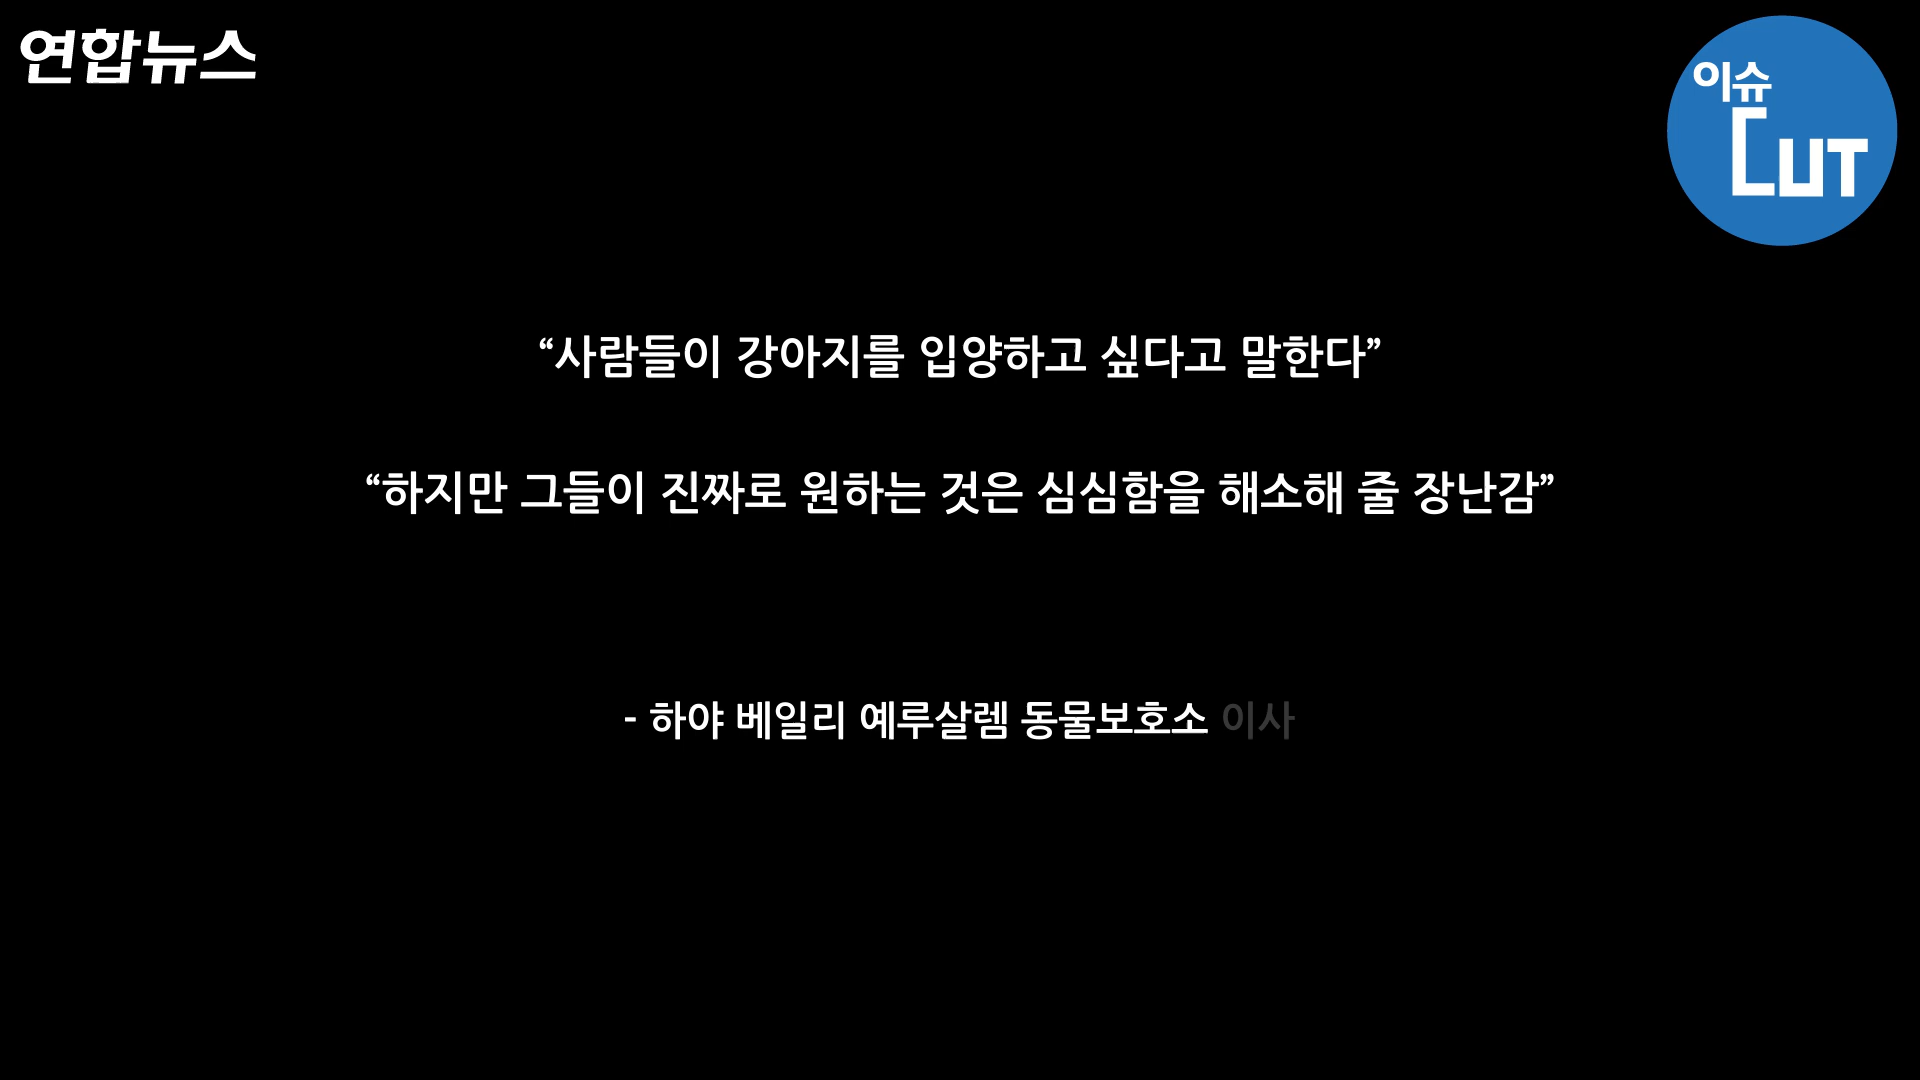 연합뉴스
이슈
CUT
“사람들이 강아지를 입양하고 싶다고 말한다”
“하지만 그들이 진짜로 원하는 것은 심심함을 해소해 줄 장난감”
- 하야 베일리 예루살렘 동물보호소 이사